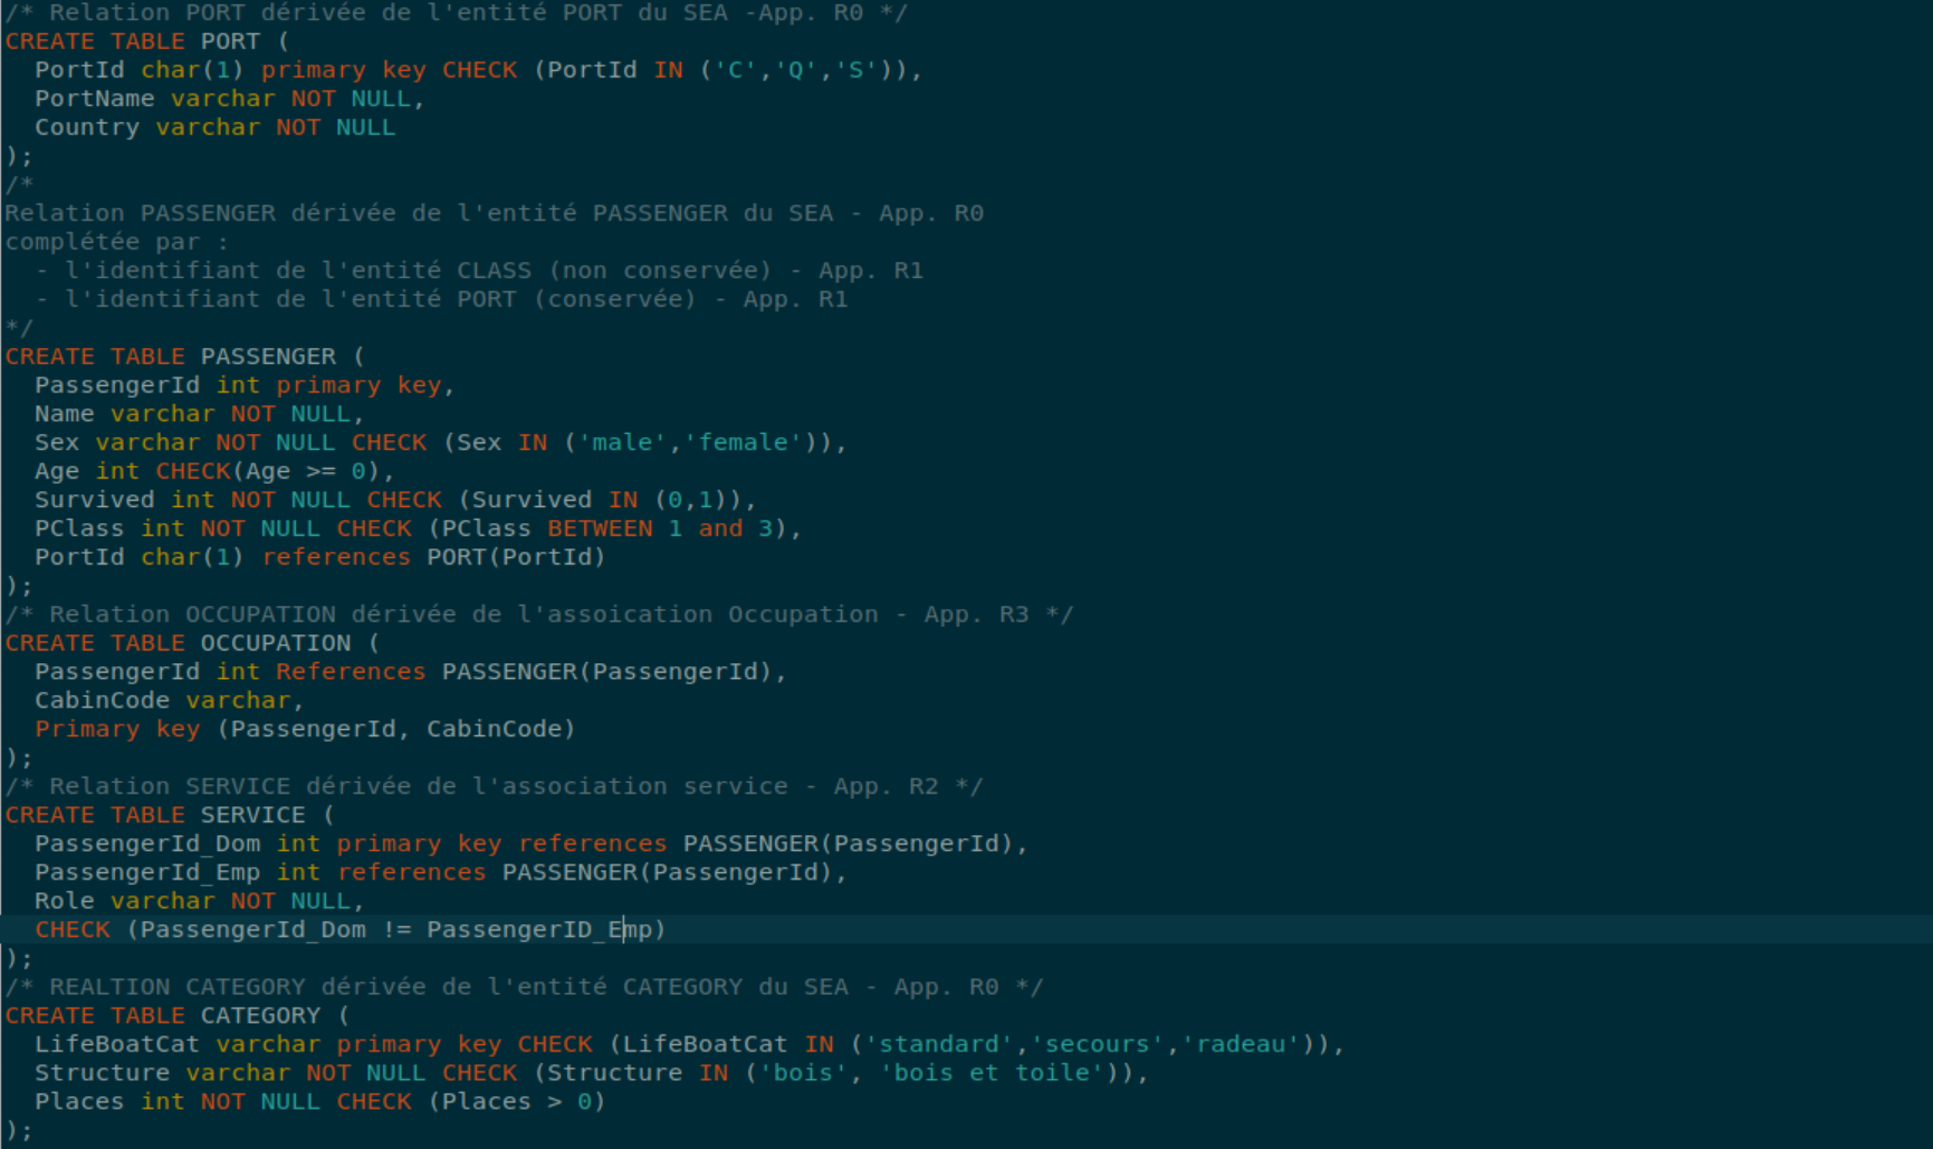 /* Relation PORT dérivée de l'entité PORT du SEA -App. R0 */
CREATE TABLE PORT (
  PortId char(1) primary key CHECK (PortId IN ('C','Q','S')),
  PortName varchar NOT NULL,
  Country varchar NOT NULL
);
/*
Relation PASSENGER dérivée de l'entité PASSENGER du SEA - App. R0
complétée par :
  - l'identifiant de l'entité CLASS (non conservée) - App. R1
  - l'identifiant de l'entité PORT (conservée) - App. R1
*/
CREATE TABLE PASSENGER (
  PassengerId int primary key,
  Name varchar NOT NULL,
  Sex varchar NOT NULL CHECK (Sex IN ('male','female')),
  Age int CHECK(Age >= 0),
  Survived int NOT NULL CHECK (Survived IN (0,1)),
  PClass int NOT NULL CHECK (PClass BETWEEN 1 and 3),
  PortId char(1) references PORT(PortId)
);
/* Relation OCCUPATION dérivée de l'assoication Occupation - App. R3 */
CREATE TABLE OCCUPATION (
  PassengerId int References PASSENGER(PassengerId),
  CabinCode varchar,
  Primary key (PassengerId, CabinCode)
);
/* Relation SERVICE dérivée de l'association service - App. R2 */
CREATE TABLE SERVICE (
  PassengerId_Dom int primary key references PASSENGER(PassengerId),
  PassengerId_Emp int references PASSENGER(PassengerId),
  Role varchar NOT NULL,
  CHECK (PassengerId_Dom != PassengerID_Emp)
);
/* REALTION CATEGORY dérivée de l'entité CATEGORY du SEA - App. R0 */
CREATE TABLE CATEGORY (
  LifeBoatCat varchar primary key CHECK (LifeBoatCat IN ('standard','secours','radeau')),
  Structure varchar NOT NULL CHECK (Structure IN ('bois', 'bois et toile')),
  Places int NOT NULL CHECK (Places > 0)
);